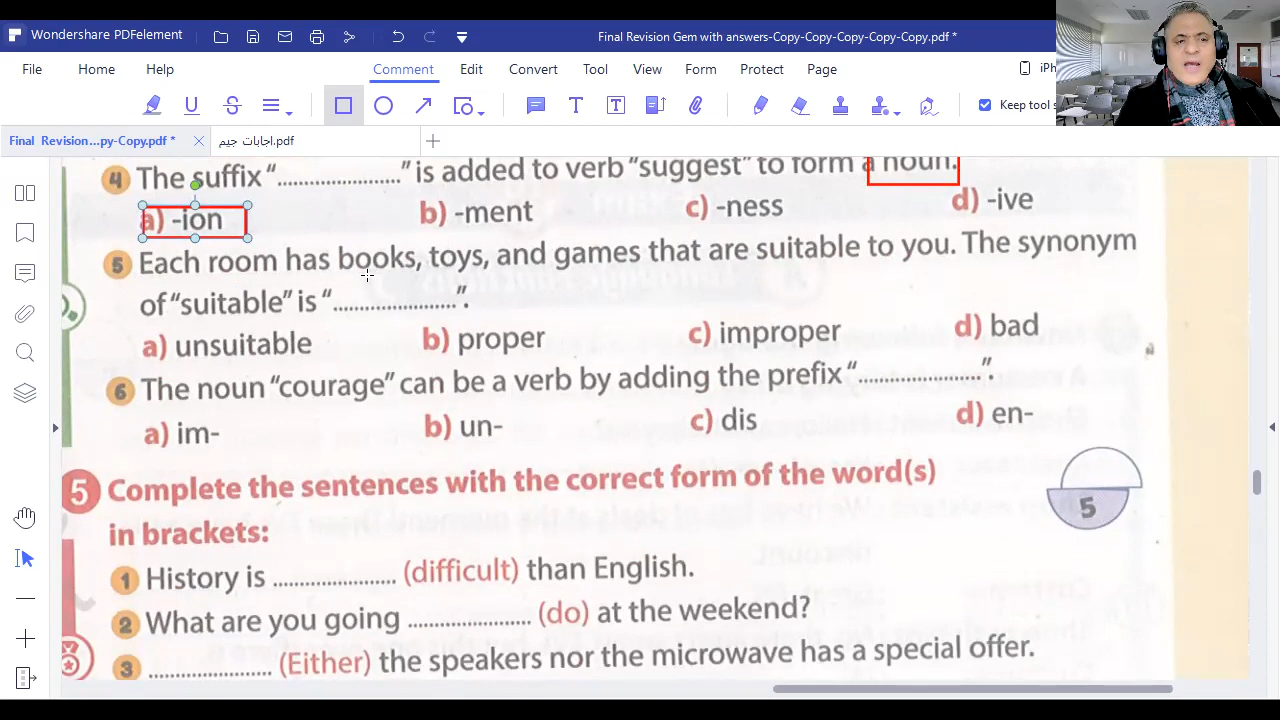 Wondershare PDFelement
Final Revision Gem with answers-Copy-Copy-Copy-Copy-Copy.pdf *
File Home Help Comment Edit Convert Tool View Form Protect Page iPh
Keep tool s
Final Revision...py-Copy.pdf *
اجابات جيم.pdf
4 The suffix "........................" is added to verb "suggest" to form a noun.
a) -ion b) -ment c) -ness d) -ive
5 Each room has books, toys, and games that are suitable to you. The synonym
of "suitable" is "........................".
a) unsuitable b) proper c) improper d) bad
6 The noun "courage" can be a verb by adding the prefix "........................".
a) im- b) un- c) dis d) en-
5 Complete the sentences with the correct form of the word(s)
in brackets:
5
1 History is ........................ (difficult) than English.
2 What are you going ........................ (do) at the weekend?
3 ........................ (Either) the speakers nor the microwave has a special offer.